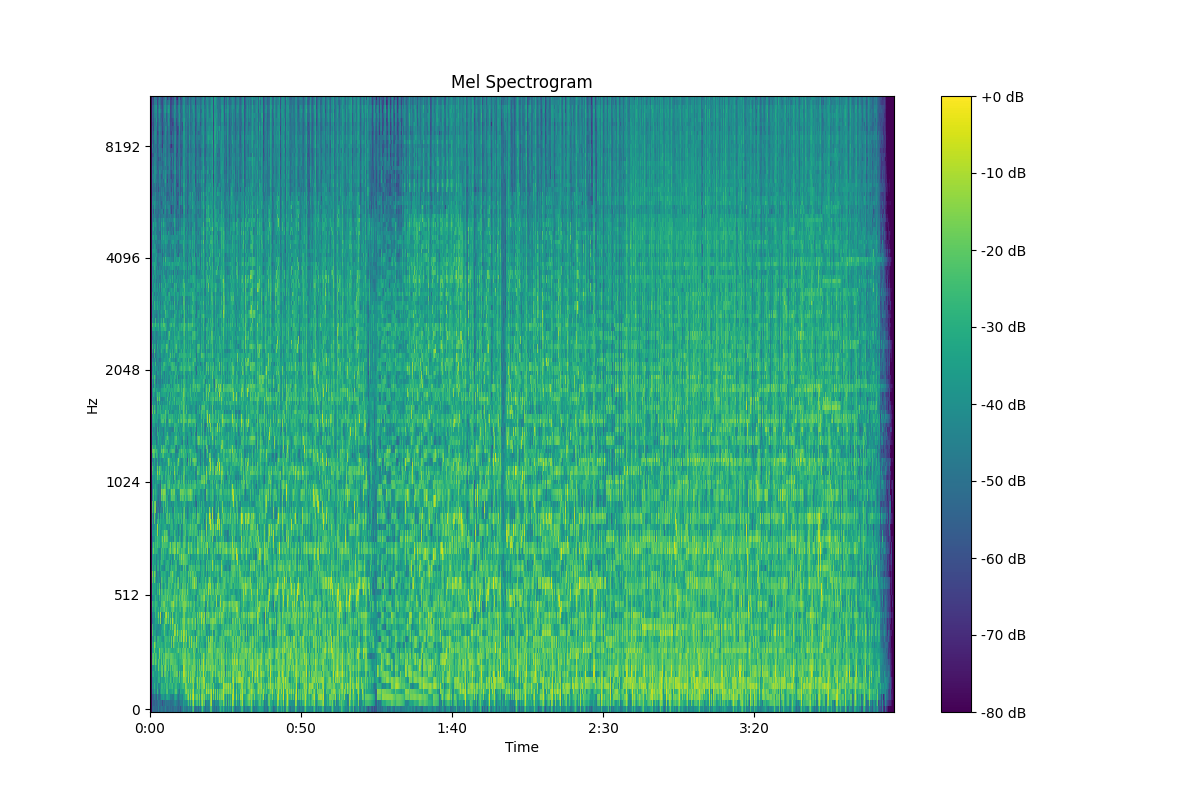 Mel Spectrogram
+0 dB
8192
-10 dB
-20 dB
4096
-30 dB
2048
-40 dB
Hz
1024
-50 dB
-60 dB
512
-70 dB
0
-80 dB
0:00 0:50 1:40 2:30 3:20
Time